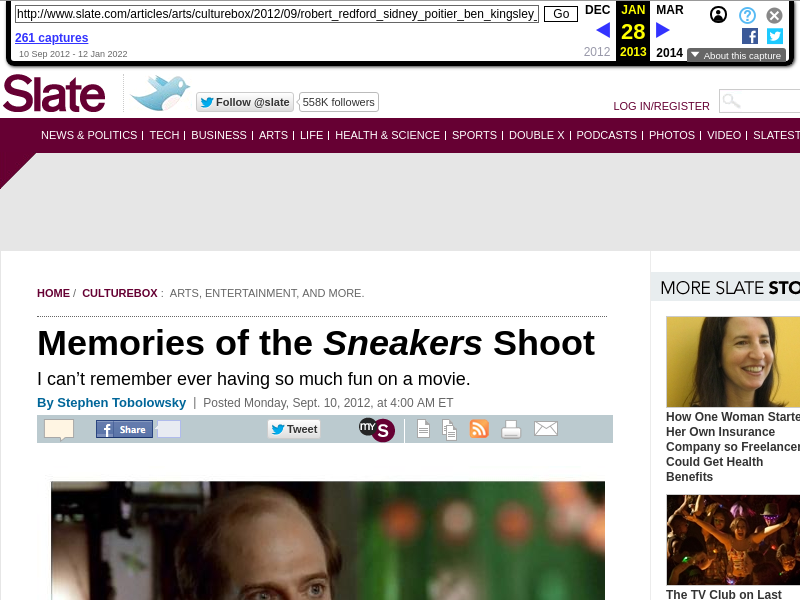 http://www.slate.com/articles/arts/culturebox/2012/09/robert_redford_sidney_poitier_ben_kingsley_
Go
DEC JAN MAR
28
2012 2013 2014
261 captures
10 Sep 2012 - 12 Jan 2022
About this capture
Slate
Follow @slate
558K followers
LOG IN/REGISTER
NEWS & POLITICS | TECH | BUSINESS | ARTS | LIFE | HEALTH & SCIENCE | SPORTS | DOUBLE X | PODCASTS | PHOTOS | VIDEO | SLATEST
HOME / CULTUREBOX : ARTS, ENTERTAINMENT, AND MORE.
Memories of the Sneakers Shoot
I can't remember ever having so much fun on a movie.
By Stephen Tobolowsky | Posted Monday, Sept. 10, 2012, at 4:00 AM ET
Share
Tweet
my S
MORE SLATE STO
How One Woman Starte
Her Own Insurance
Company so Freelancer
Could Get Health
Benefits
The TV Club on Last